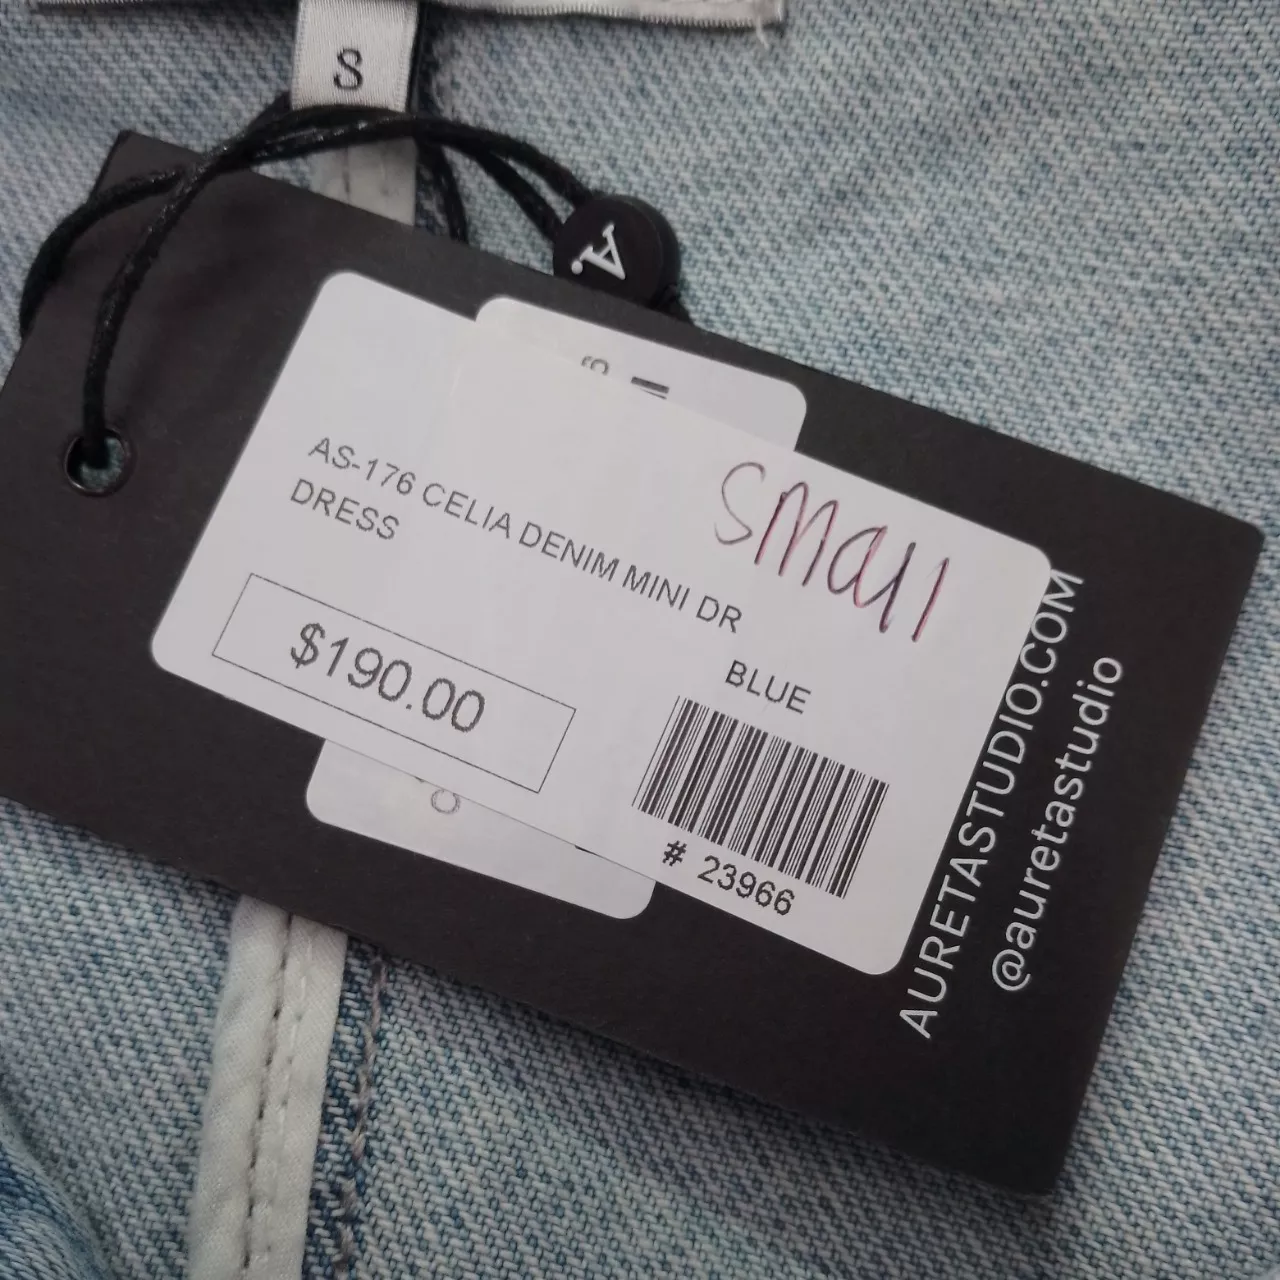 S
A.
AS-176 CELIA DENIM MINI DR
DRESS
small
$190.00
BLUE
# 23966
AURETASTUDIO.COM
@auretastudio